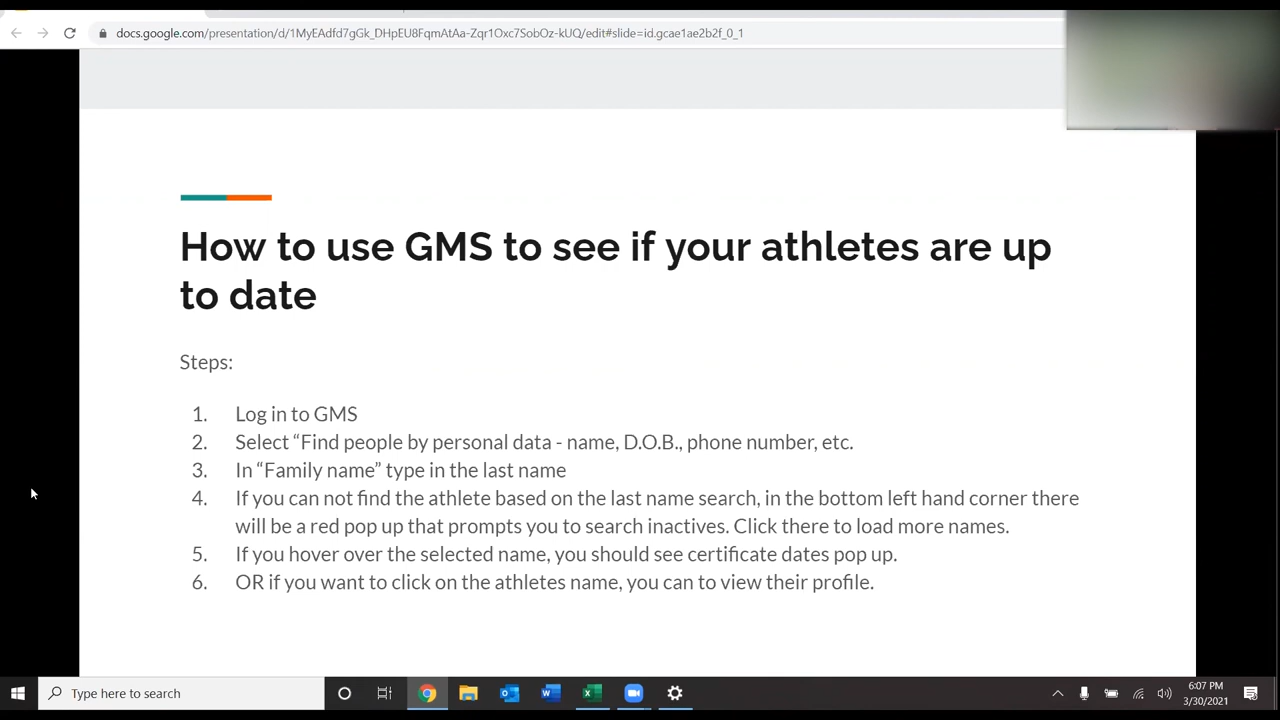 docs.google.com/presentation/d/1MyEAdfd7gGk_DHpEU8FqmAtAa-Zqr1Oxc7SobOz-kUQ/edit#slide=id.gcae1ae2b2f_0_1
How to use GMS to see if your athletes are up
to date
Steps:
1. Log in to GMS
2. Select “Find people by personal data - name, D.O.B., phone number, etc.
3. In “Family name” type in the last name
4. If you can not find the athlete based on the last name search, in the bottom left hand corner there
will be a red pop up that prompts you to search inactives. Click there to load more names.
5. If you hover over the selected name, you should see certificate dates pop up.
6. OR if you want to click on the athletes name, you can to view their profile.
Type here to search
6:07 PM
3/30/2021